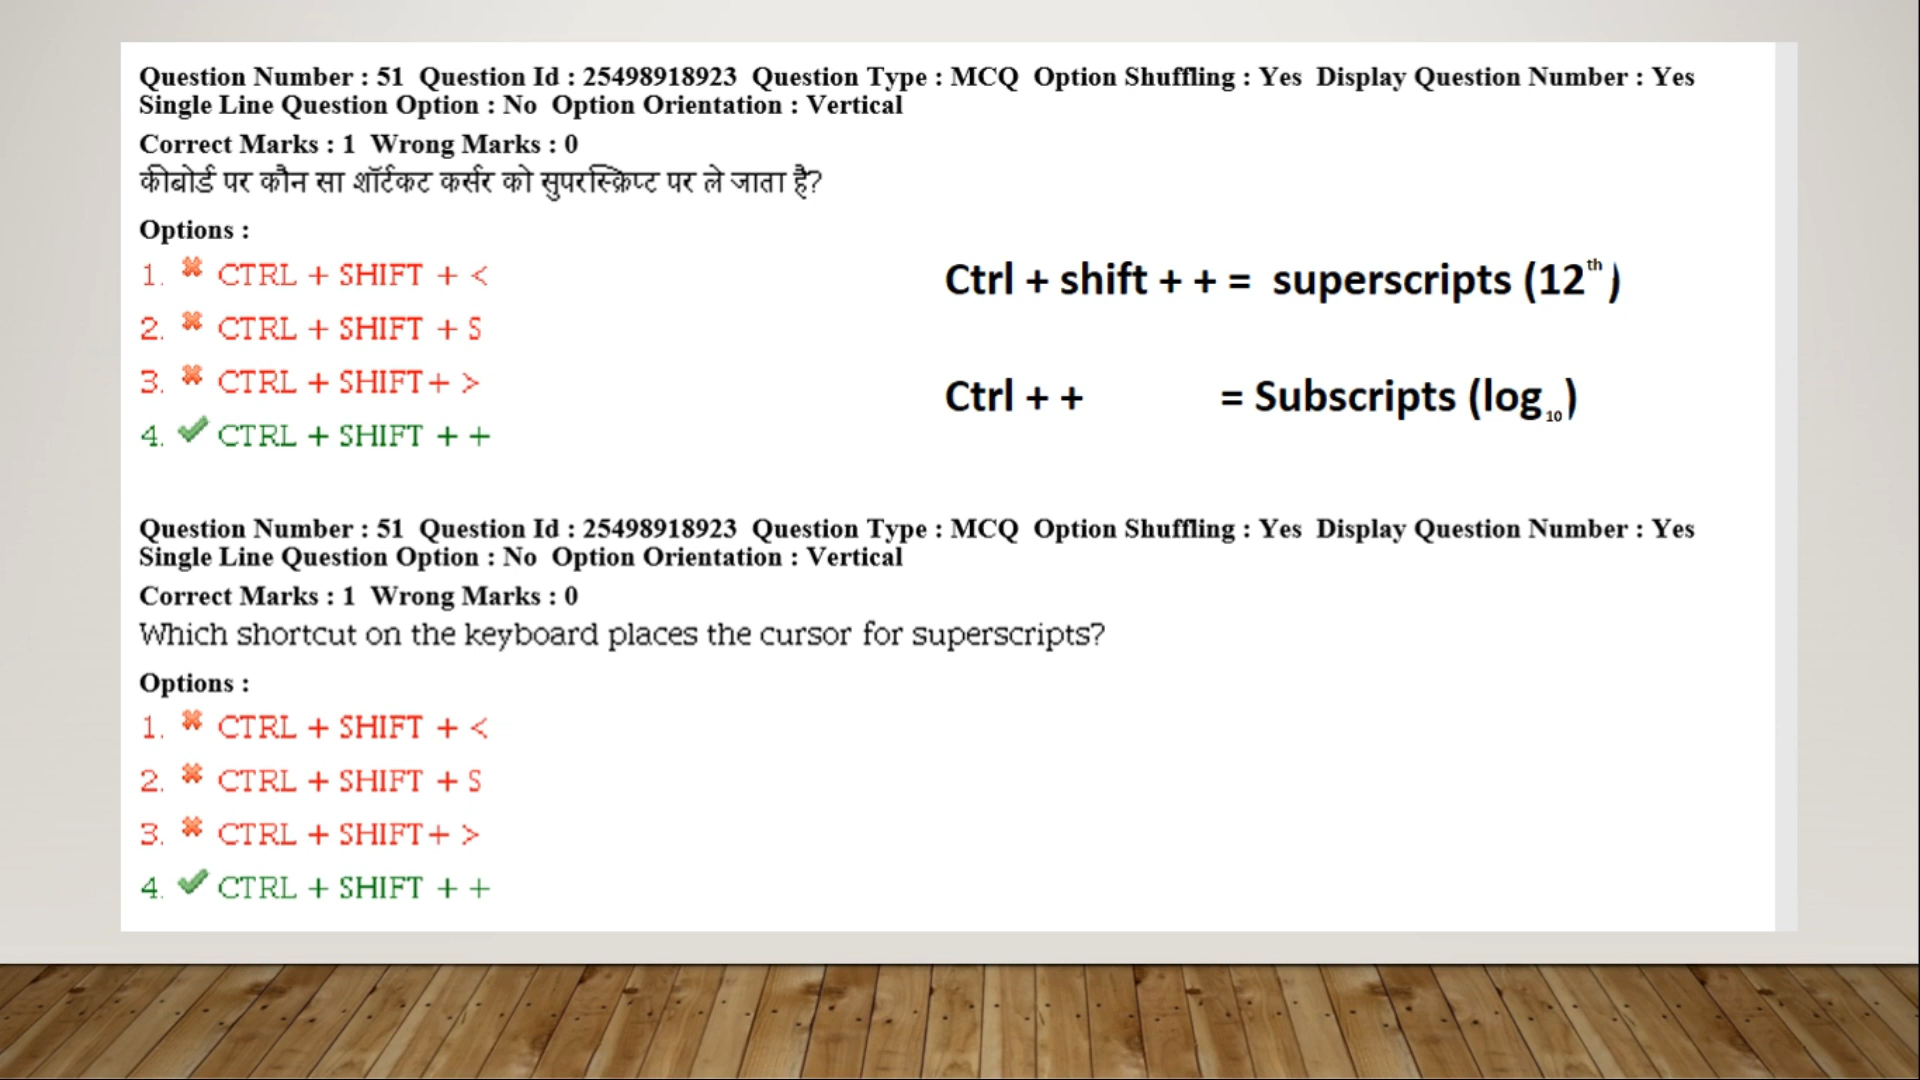 Question Number : 51 Question Id : 25498918923 Question Type : MCQ Option Shuffling : Yes Display Question Number : Yes
Single Line Question Option : No Option Orientation : Vertical
Correct Marks : 1 Wrong Marks : 0
कीबोर्ड पर कौन सा शॉर्टकट कर्सर को सुपरस्क्रिप्ट पर ले जाता है?
Options :
1. CTRL + SHIFT + <
2. CTRL + SHIFT + S
3. CTRL + SHIFT+ >
4. CTRL + SHIFT + +
Ctrl + shift + + = superscripts (12th)
Ctrl + + = Subscripts (log10)
Question Number : 51 Question Id : 25498918923 Question Type : MCQ Option Shuffling : Yes Display Question Number : Yes
Single Line Question Option : No Option Orientation : Vertical
Correct Marks : 1 Wrong Marks : 0
Which shortcut on the keyboard places the cursor for superscripts?
Options :
1. CTRL + SHIFT + <
2. CTRL + SHIFT + S
3. CTRL + SHIFT+ >
4. CTRL + SHIFT + +